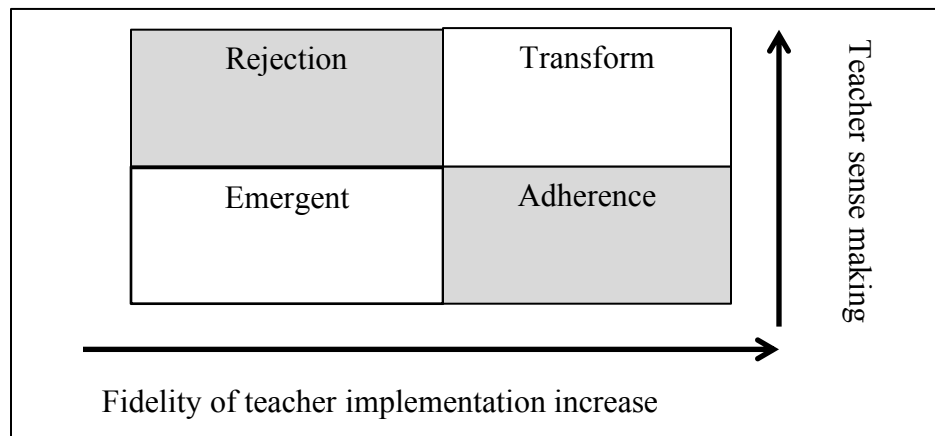 Rejection
Transform
Emergent
Adherence
Teacher sense making
Fidelity of teacher implementation increase